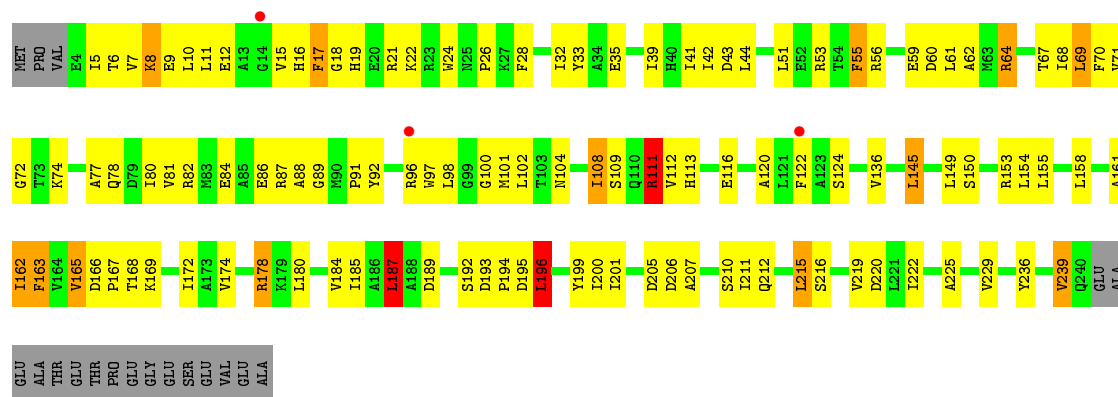 MET PRO VAL E4 I5 T6 V7 K8 E9 L10 L11 E12 A13 G14 V15 H16 F17 G18 H19 E20 R21 K22 R23 W24 N25 P26 K27 F28 I32 Y33 A34 E35 I39 H40 I41 I42 D43 L44 L51 E52 R53 T54 F55 R56 E59 D60 L61 A62 M63 R64 T67 I68 L69 F70 V71
G72 T73 K74 A77 Q78 D79 I80 V81 R82 M83 E84 A85 E86 R87 A88 G89 M90 P91 Y92 R96 W97 L98 G99 G100 M101 L102 T103 N104 I108 S109 Q110 R111 V112 H113 E116 A120 L121 F122 A123 S124 V136 L145 L149 S150 R153 L154 L155 L158 A161
I162 F163 V164 V165 D166 P167 T168 K169 I172 A173 V174 R178 K179 L180 V184 I185 A186 L187 A188 D189 S192 D193 P194 D195 L196 Y199 I200 I201 D205 D206 A207 S210 I211 Q212 L215 S216 V219 D220 L221 I222 A225 V229 Y236 V239 Q240 GLU ALA
GLU ALA THR GLU THR PRO GLU GLY GLU SER GLU VAL GLU ALA